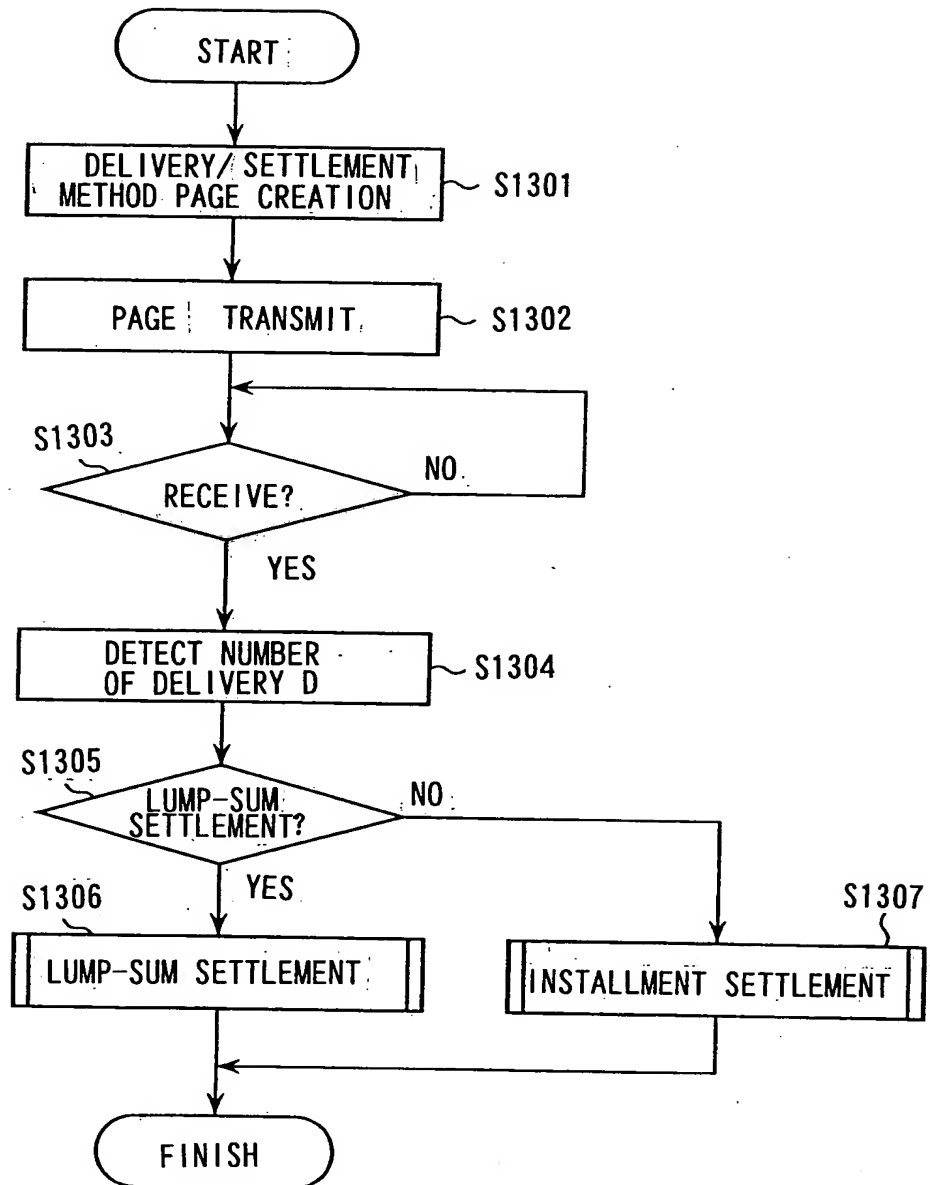 START
DELIVERY/SETTLEMENT
METHOD PAGE CREATION
S1301
PAGE TRANSMIT
S1302
S1303
RECEIVE?
NO
YES
DETECT NUMBER
OF DELIVERY D
S1304
S1305
LUMP-SUM
SETTLEMENT?
NO
YES
S1306
LUMP-SUM SETTLEMENT
S1307
INSTALLMENT SETTLEMENT
FINISH